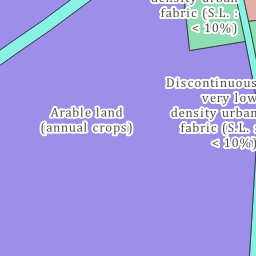 density urban
fabric (S.L. :
< 10%)
Discontinuous
very low
density urban
fabric (S.L. :
< 10%)
Arable land
(annual crops)